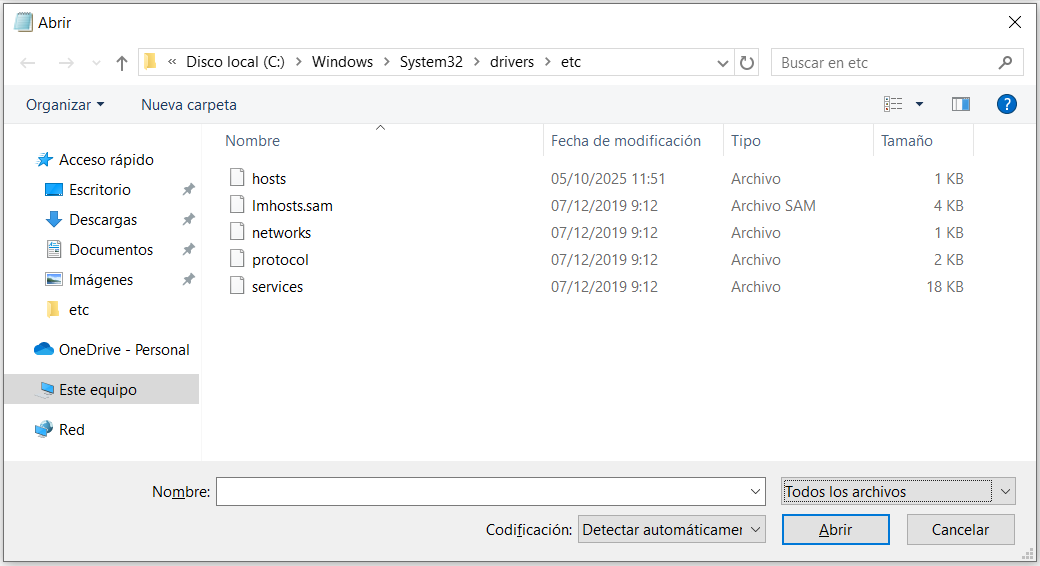 Abrir
« Disco local (C:) > Windows > System32 > drivers > etc
Buscar en etc
Organizar
Nueva carpeta
?
Nombre
Fecha de modificación
Tipo
Tamaño
Acceso rápido
Escritorio
Descargas
Documentos
Imágenes
etc
OneDrive - Personal
Este equipo
Red
hosts 05/10/2025 11:51 Archivo 1 KB
lmhosts.sam 07/12/2019 9:12 Archivo SAM 4 KB
networks 07/12/2019 9:12 Archivo 1 KB
protocol 07/12/2019 9:12 Archivo 2 KB
services 07/12/2019 9:12 Archivo 18 KB
Nombre:
Todos los archivos
Codificación: Detectar automáticamer
Abrir
Cancelar